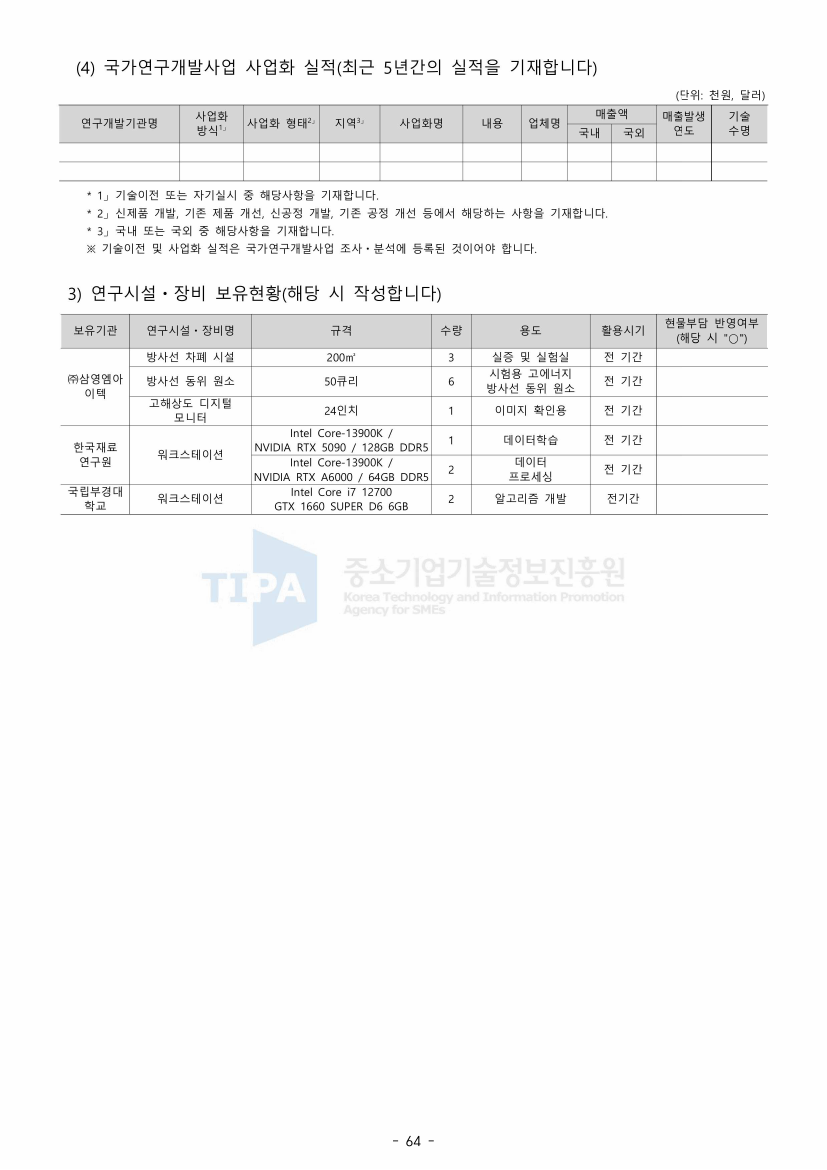 (4) 국가연구개발사업 사업화 실적(최근 5년간의 실적을 기재합니다)
(단위: 천원, 달러)
연구개발기관명 사업화 방식1」 사업화 형태2」 지역3」 사업화명 내용 업체명 매출액 매출발생 연도 기술 수명
국내 국외
* 1」기술이전 또는 자기실시 중 해당사항을 기재합니다.
* 2」신제품 개발, 기존 제품 개선, 신공정 개발, 기존 공정 개선 등에서 해당하는 사항을 기재합니다.
* 3」국내 또는 국외 중 해당사항을 기재합니다.
※ 기술이전 및 사업화 실적은 국가연구개발사업 조사・분석에 등록된 것이어야 합니다.
3) 연구시설・장비 보유현황(해당 시 작성합니다)
보유기관 연구시설・장비명 규격 수량 용도 활용시기 현물부담 반영여부 (해당 시 "○")
㈜삼영엠아이텍 방사선 차폐 시설 200㎡ 3 실증 및 실험실 전 기간
방사선 동위 원소 50큐리 6 시험용 고에너지 방사선 동위 원소 전 기간
고해상도 디지털 모니터 24인치 1 이미지 확인용 전 기간
한국재료연구원 워크스테이션 Intel Core-13900K / NVIDIA RTX 5090 / 128GB DDR5 1 데이터학습 전 기간
Intel Core-13900K / NVIDIA RTX A6000 / 64GB DDR5 2 데이터 프로세싱 전 기간
국립부경대학교 워크스테이션 Intel Core i7 12700 GTX 1660 SUPER D6 6GB 2 알고리즘 개발 전기간
TIPA 중소기업기술정보진흥원
Korea Technology and Information Promotion
Agency for SMEs
- 64 -